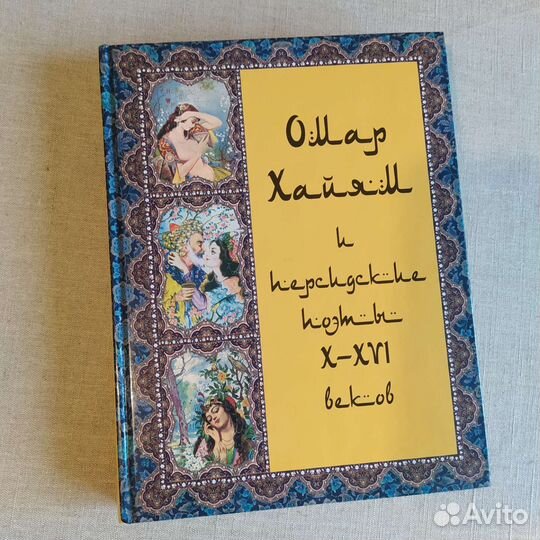 Омар
Хайям
и
персидские
поэты
X–XVI
веков
Avito